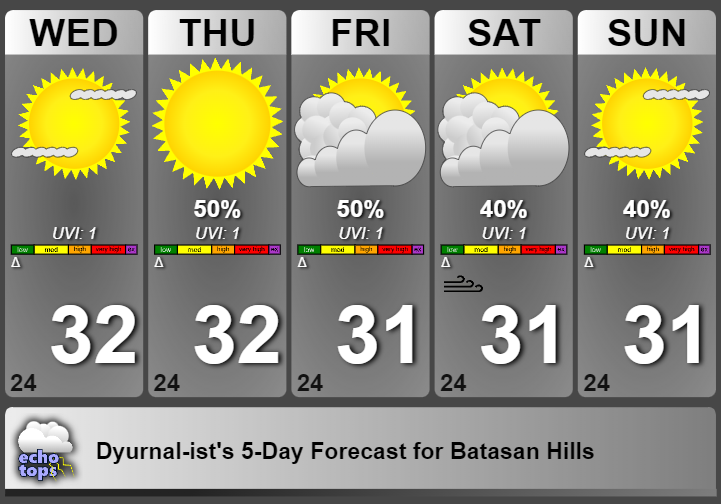 WED THU FRI SAT SUN
50% 50% 40% 40%
UVI: 1 UVI: 1 UVI: 1 UVI: 1 UVI: 1
low mod high very high ex low mod high very high ex low mod high very high ex low mod high very high ex low mod high very high ex
Δ Δ Δ Δ Δ
32 32 31 31 31
24 24 24 24 24
echo
tops
Dyurnal-ist's 5-Day Forecast for Batasan Hills